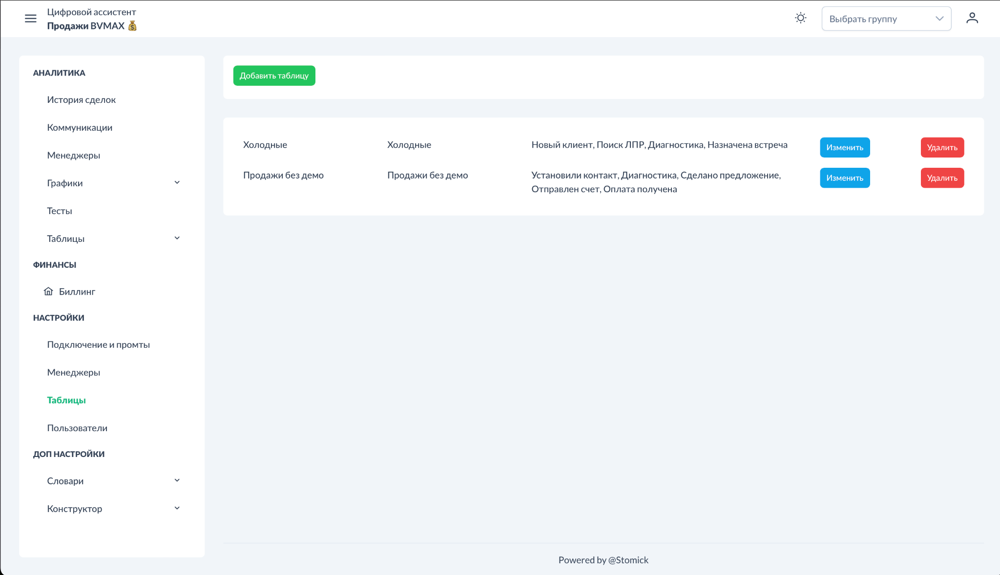 Цифровой ассистент
Продажи BVMAX 💰
Выбрать группу
АНАЛИТИКА
История сделок
Коммуникации
Менеджеры
Графики
Тесты
Таблицы
ФИНАНСЫ
Биллинг
НАСТРОЙКИ
Подключение и промты
Менеджеры
Таблицы
Пользователи
ДОП НАСТРОЙКИ
Словари
Конструктор
Добавить таблицу
Холодные Холодные Новый клиент, Поиск ЛПР, Диагностика, Назначена встреча Изменить Удалить
Продажи без демо Продажи без демо Установили контакт, Диагностика, Сделано предложение, Изменить Удалить
Отправлен счет, Оплата получена
Powered by @Stomick